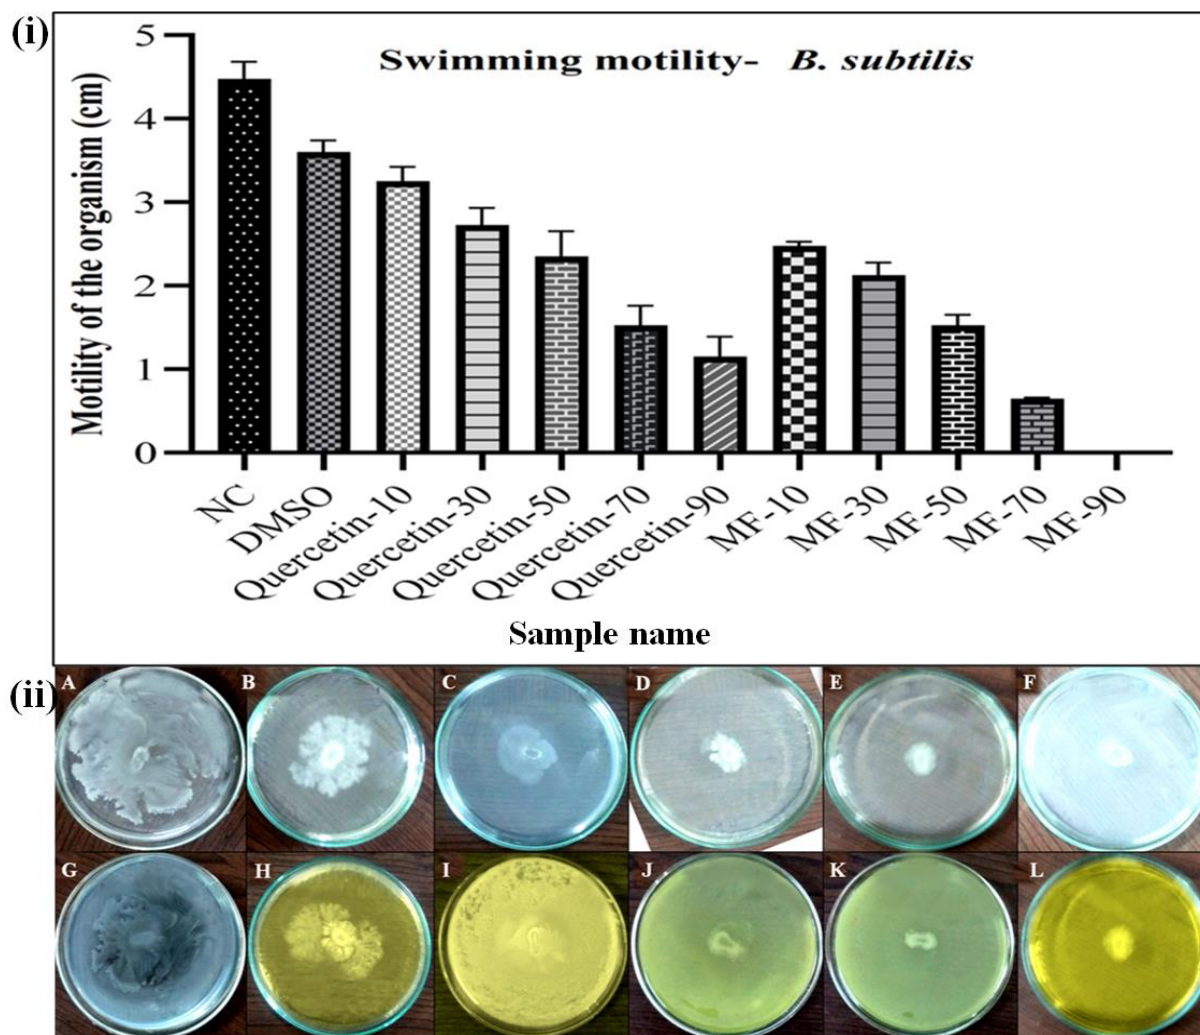 (i)
Swimming motility- B. subtilis
Motility of the organism (cm)
5
4
3
2
1
0
NC
DMSO
Quercetin-10
Quercetin-30
Quercetin-50
Quercetin-70
Quercetin-90
MF-10
MF-30
MF-50
MF-70
MF-90
Sample name
(ii)
A
B
C
D
E
F
G
H
I
J
K
L